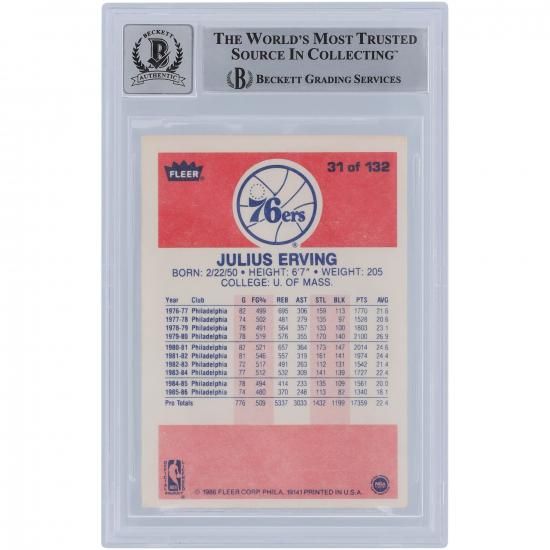 THE WORLD'S MOST TRUSTED
SOURCE IN COLLECTING™
BECKETT GRADING SERVICES
BECKETT
AUTHENTIC
FLEER
31 of 132
76ers
JULIUS ERVING
BORN: 2/22/50 • HEIGHT: 6'7" • WEIGHT: 205
COLLEGE: U. OF MASS.
Year Club G FG% REB AST STL BLK PTS AVG
1976-77 Philadelphia 82 499 695 306 159 113 1770 21.6
1977-78 Philadelphia 74 502 481 279 135 97 1528 20.6
1978-79 Philadelphia 78 491 564 357 133 100 1803 23.1
1979-80 Philadelphia 78 519 576 355 170 140 2100 26.9
1980-81 Philadelphia 82 521 657 364 173 147 2014 24.6
1981-82 Philadelphia 81 546 557 319 161 141 1974 24.4
1982-83 Philadelphia 72 517 491 263 112 131 1542 21.4
1983-84 Philadelphia 77 512 532 309 141 139 1727 22.4
1984-85 Philadelphia 78 494 414 233 135 109 1561 20.0
1985-86 Philadelphia 74 480 370 248 113 82 1340 18.1
Pro Totals 776 509 5337 3033 1432 1199 17359 22.4
© 1986 FLEER CORP. PHILA. 19141 PRINTED IN U.S.A.